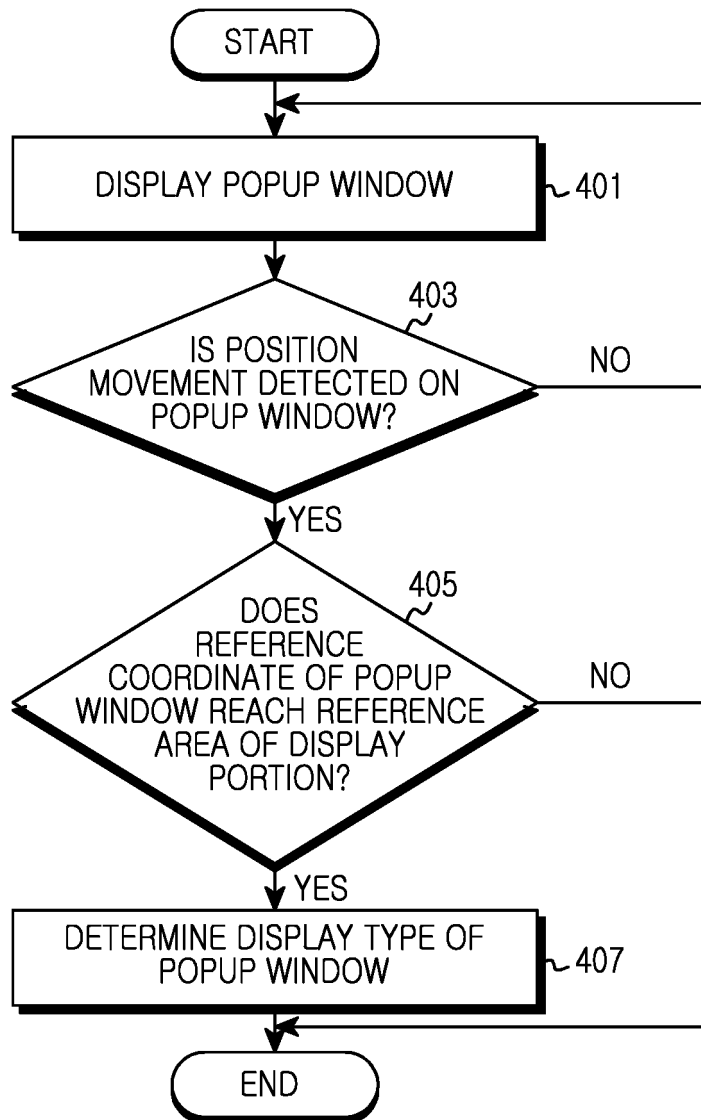 START
DISPLAY POPUP WINDOW
401
403
IS POSITION
MOVEMENT DETECTED ON
POPUP WINDOW?
NO
YES
405
DOES
REFERENCE
COORDINATE OF POPUP
WINDOW REACH REFERENCE
AREA OF DISPLAY
PORTION?
NO
YES
DETERMINE DISPLAY TYPE OF
POPUP WINDOW
407
END